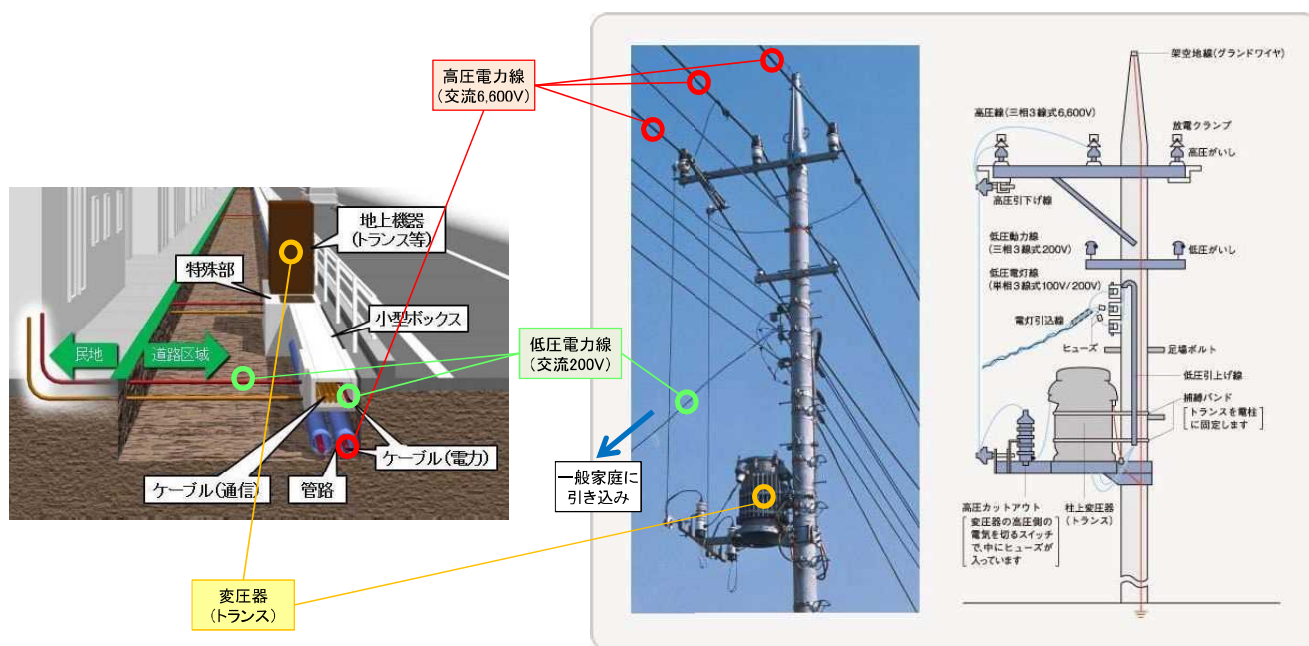 高圧電力線
(交流6,600V)
地上機器
(トランス等)
特殊部
小型ボックス
民地
道路区域
ケーブル(電力)
ケーブル(通信)
管路
低圧電力線
(交流200V)
一般家庭に
引き込み
変圧器
(トランス)
架空地線(グランドワイヤ)
高圧線(三相3線式6,600V)
放電クランプ
高圧がいし
高圧引下げ線
低圧動力線
(三相3線式200V)
低圧がいし
低圧電灯線
(単相3線式100V/200V)
電灯引込線
ヒューズ
足場ボルト
低圧引上げ線
捕縛バンド
トランスを電柱
に固定します
高圧カットアウト
変圧器の高圧側の
電気を切るスイッチ
で、中にヒューズが
入っています
柱上変圧器
(トランス)